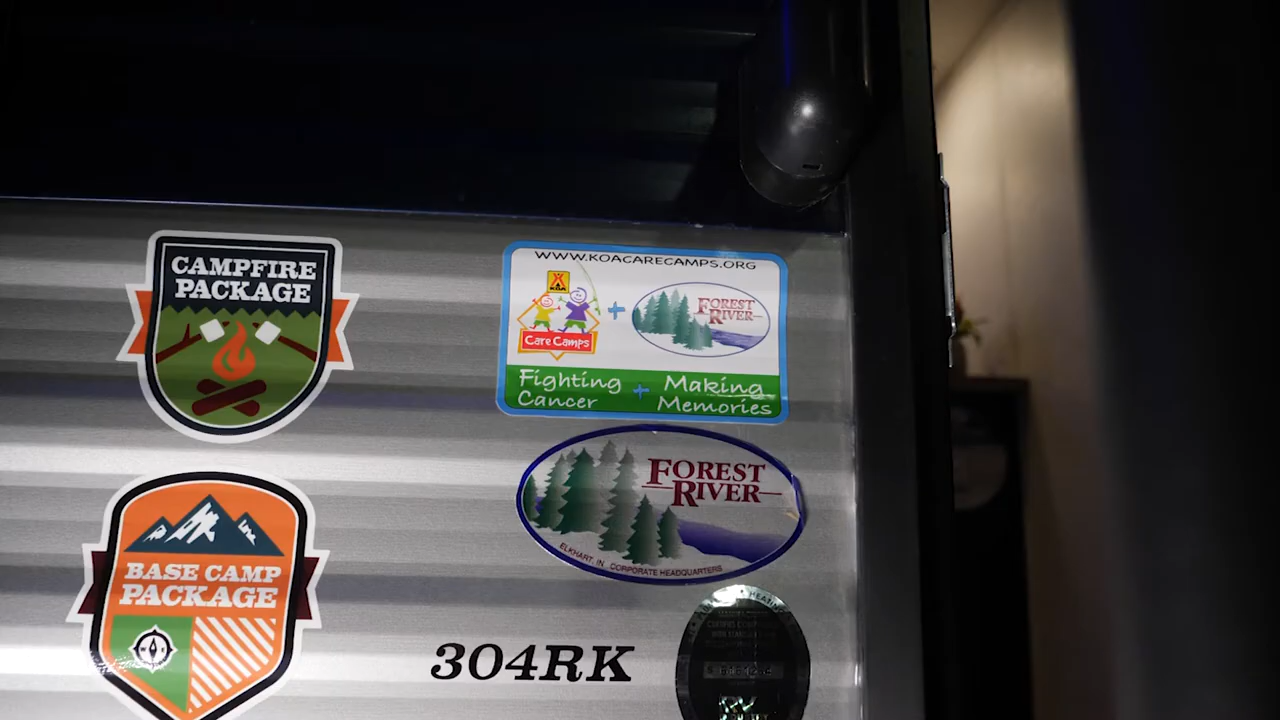 CAMPFIRE
PACKAGE
WWW.KOACARECAMPS.ORG
KOA
Care Camps
+
FOREST
RIVER
Fighting + Making
Cancer Memories
FOREST
RIVER
ELKHART, IN CORPORATE HEADQUARTERS
BASE CAMP
PACKAGE
304RK